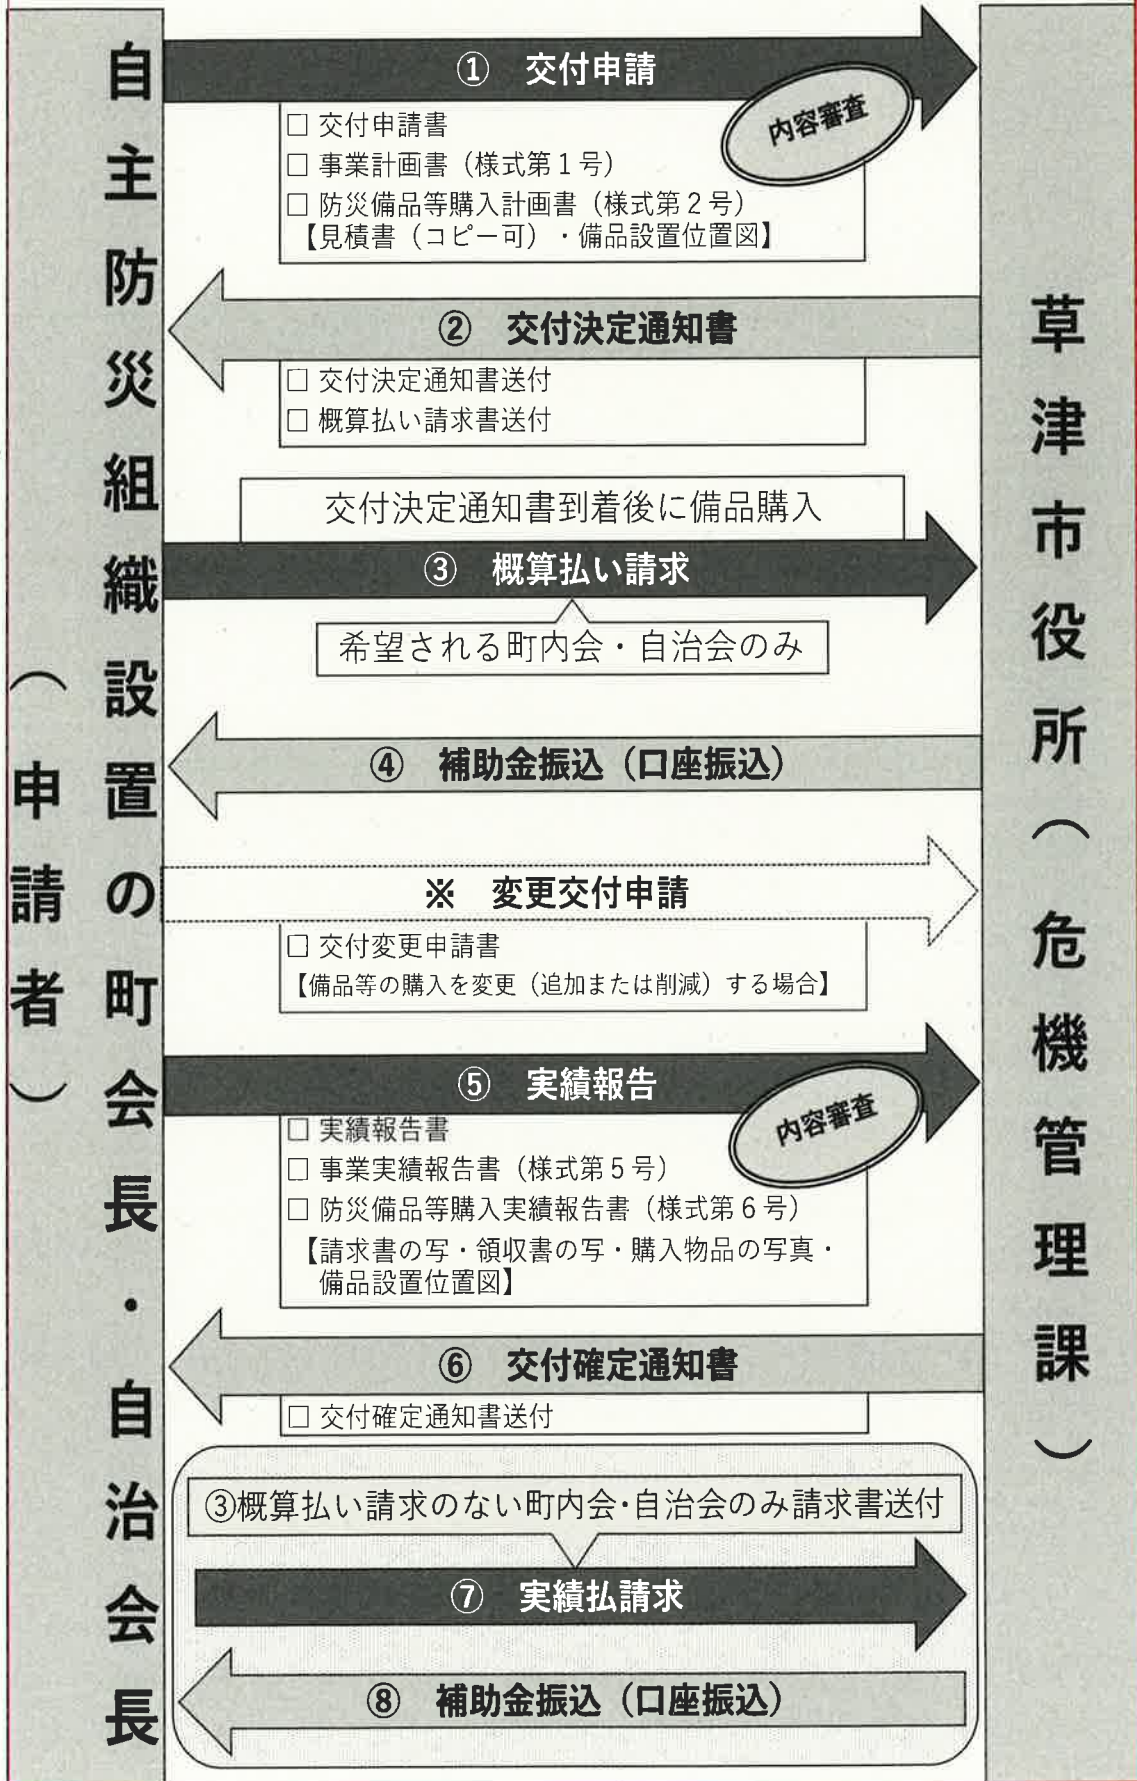 自主防災組織設置の町会長・自治会長
（申請者）
① 交付申請
内容審査
□ 交付申請書
□ 事業計画書（様式第１号）
□ 防災備品等購入計画書（様式第２号）
【見積書（コピー可）・備品設置位置図】
② 交付決定通知書
□ 交付決定通知書送付
□ 概算払い請求書送付
交付決定通知書到着後に備品購入
③ 概算払い請求
希望される町内会・自治会のみ
④ 補助金振込（口座振込）
※ 変更交付申請
□ 交付変更申請書
【備品等の購入を変更（追加または削減）する場合】
⑤ 実績報告
内容審査
□ 実績報告書
□ 事業実績報告書（様式第５号）
□ 防災備品等購入実績報告書（様式第６号）
【請求書の写・領収書の写・購入物品の写真・
備品設置位置図】
⑥ 交付確定通知書
□ 交付確定通知書送付
③概算払い請求のない町内会・自治会のみ請求書送付
⑦ 実績払請求
⑧ 補助金振込（口座振込）
草津市役所（危機管理課）